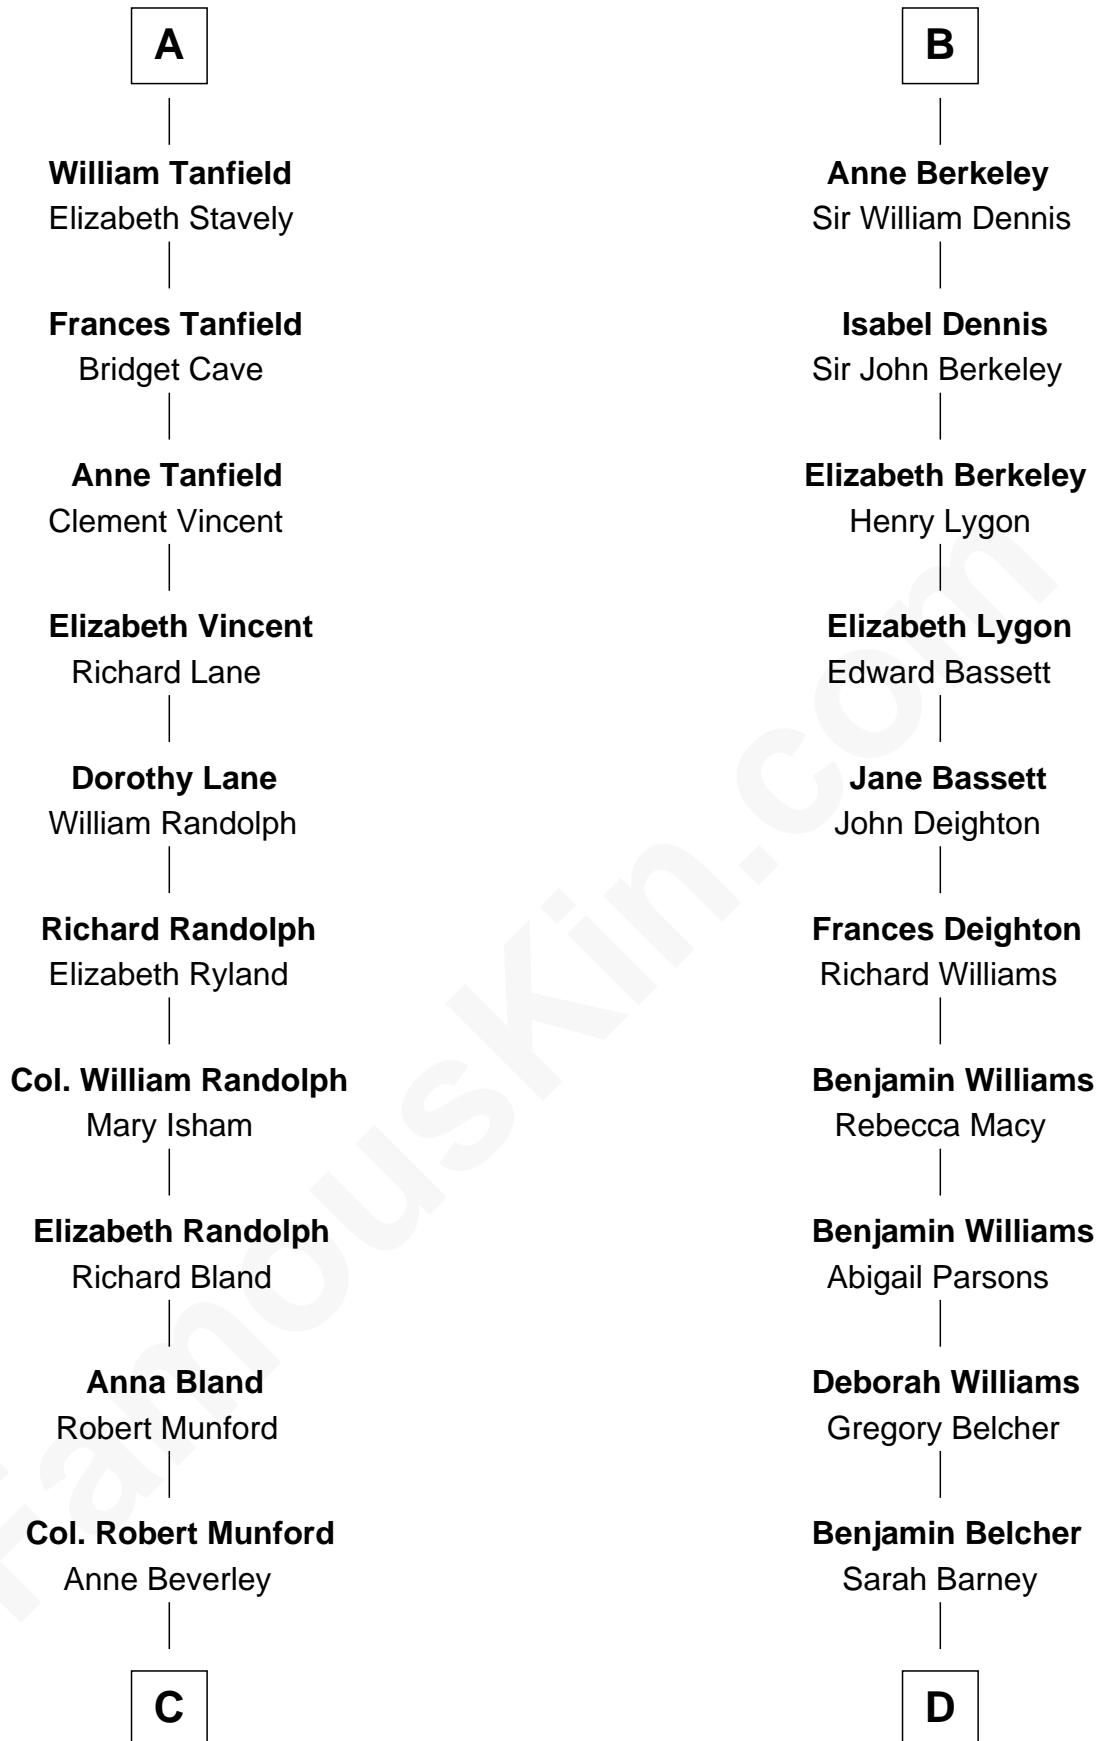 A
William Tanfield
Elizabeth Stavely
Frances Tanfield
Bridget Cave
Anne Tanfield
Clement Vincent
Elizabeth Vincent
Richard Lane
Dorothy Lane
William Randolph
Richard Randolph
Elizabeth Ryland
Col. William Randolph
Mary Isham
Elizabeth Randolph
Richard Bland
Anna Bland
Robert Munford
Col. Robert Munford
Anne Beverley
C
B
Anne Berkeley
Sir William Dennis
Isabel Dennis
Sir John Berkeley
Elizabeth Berkeley
Henry Lygon
Elizabeth Lygon
Edward Bassett
Jane Bassett
John Deighton
Frances Deighton
Richard Williams
Benjamin Williams
Rebecca Macy
Benjamin Williams
Abigail Parsons
Deborah Williams
Gregory Belcher
Benjamin Belcher
Sarah Barney
D
FamousKin.com